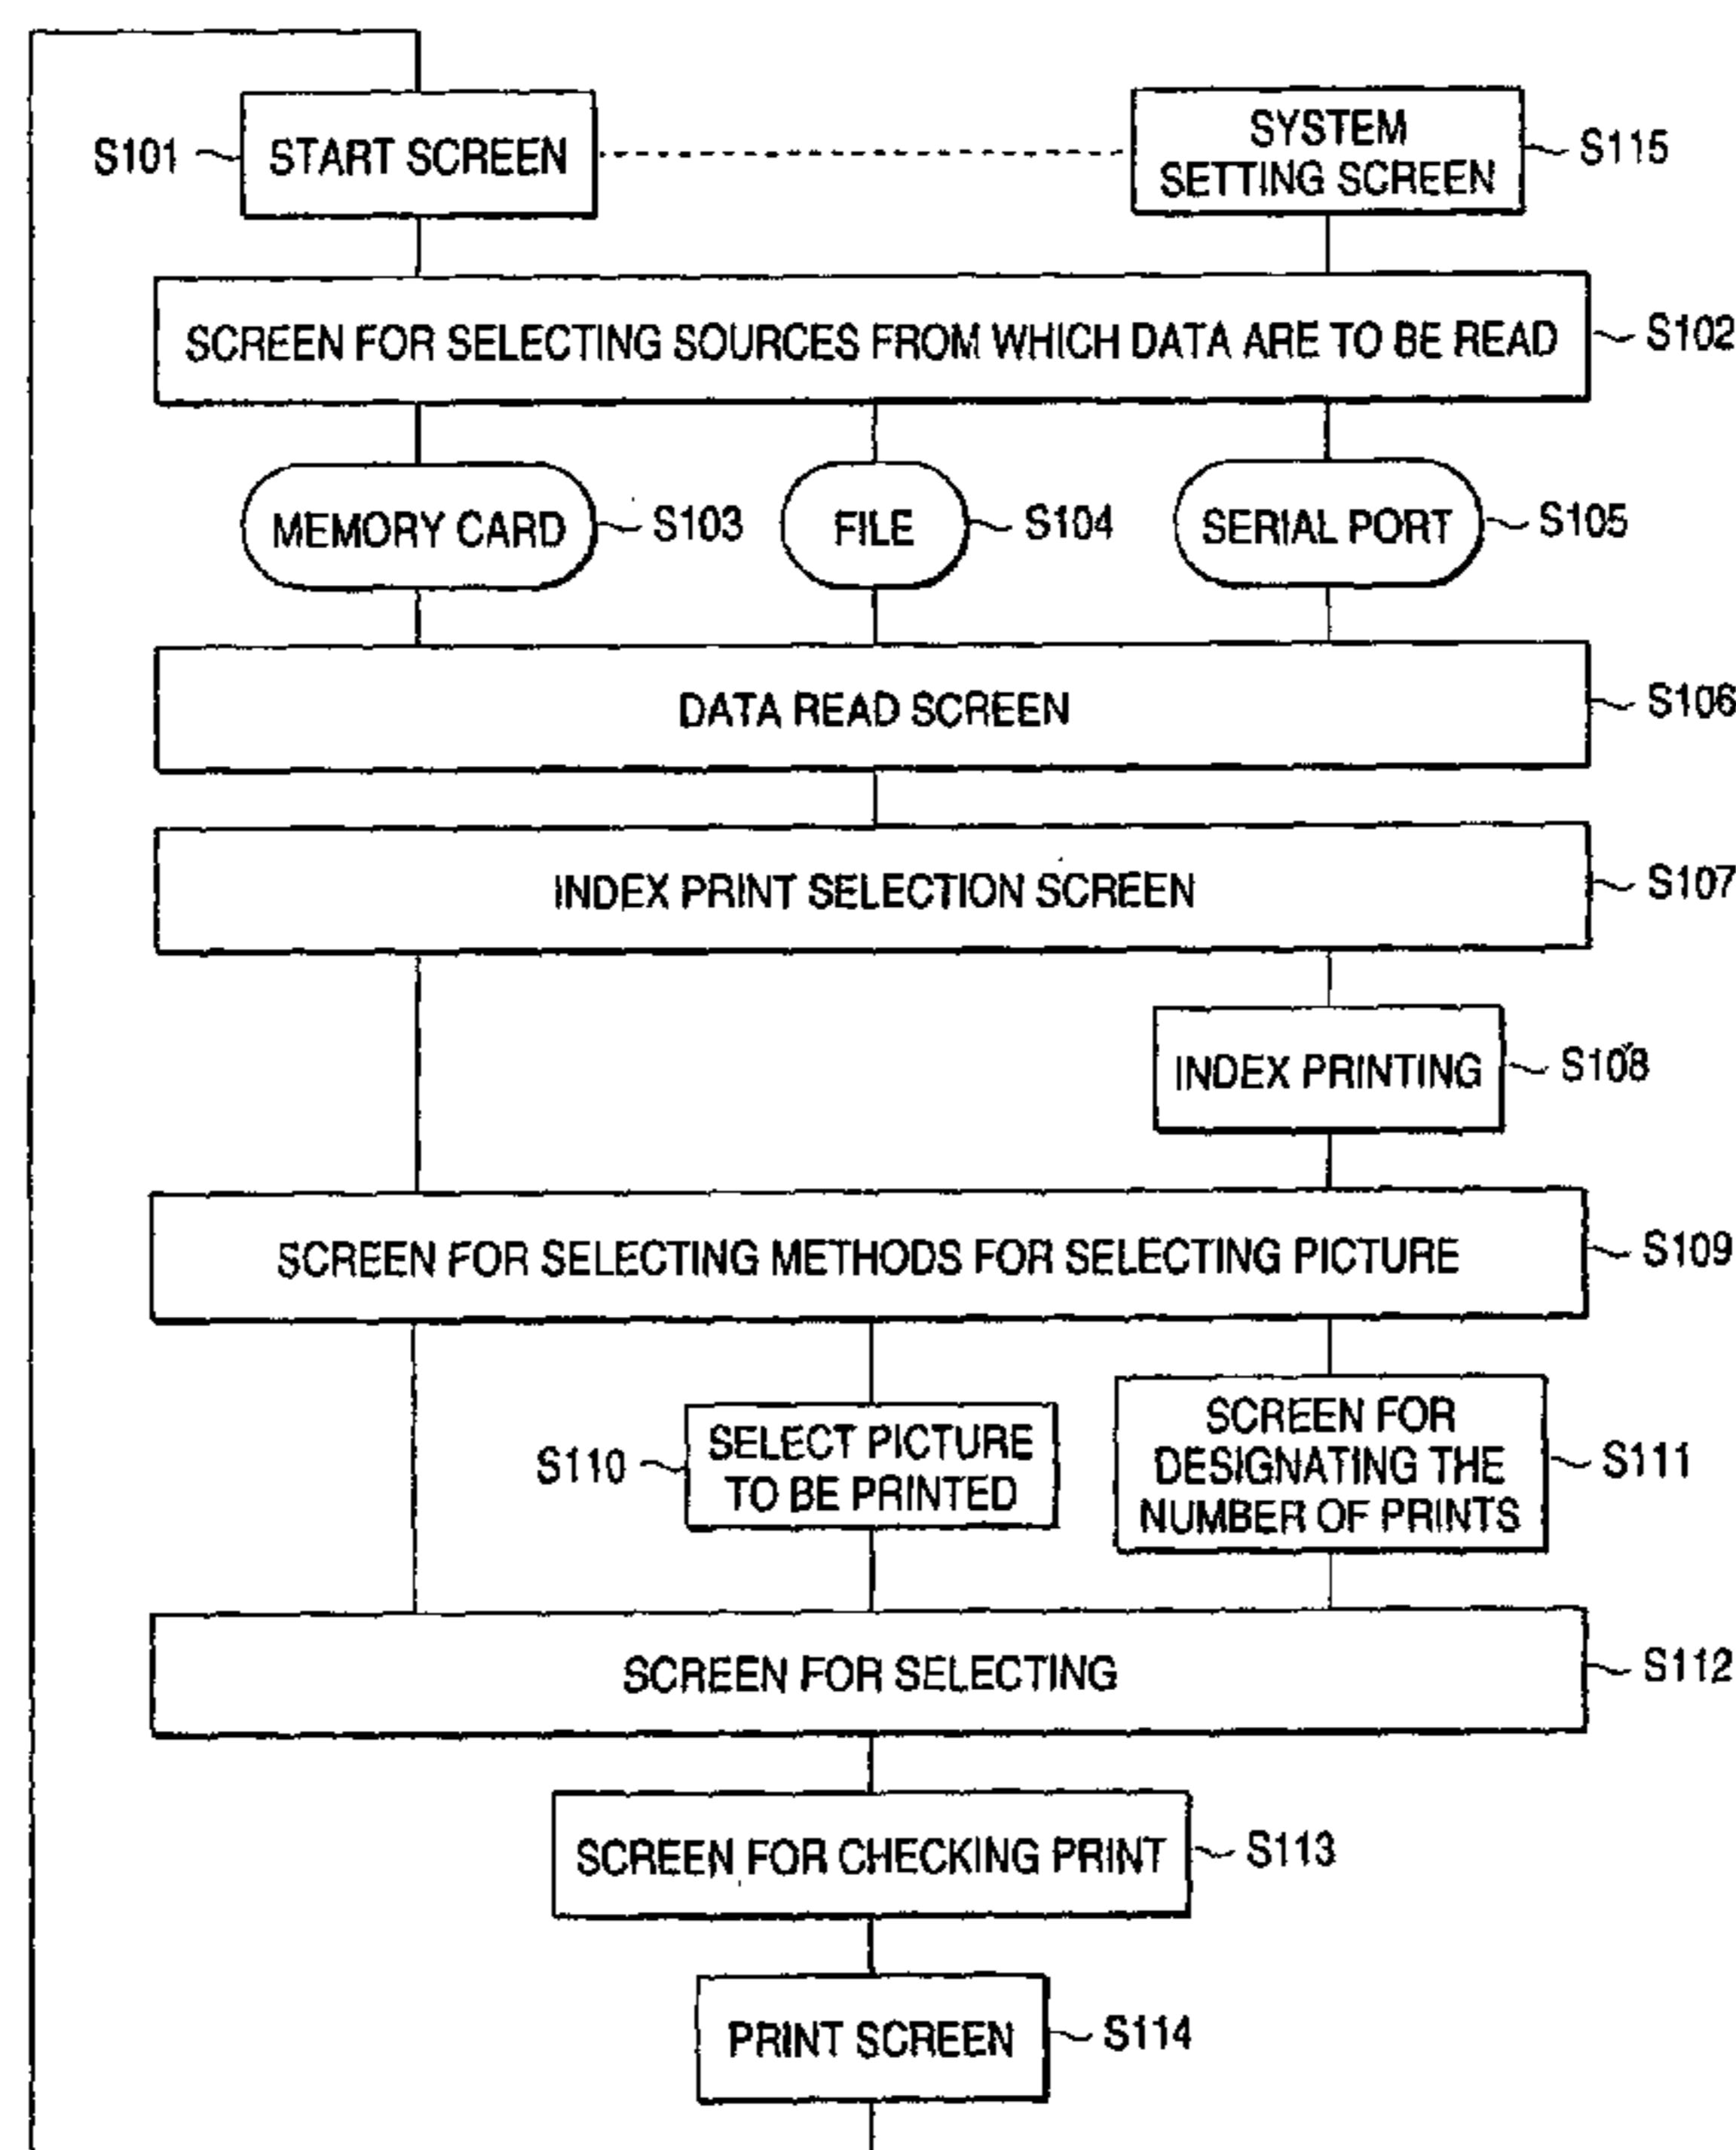 S101
START SCREEN
SYSTEM
SETTING SCREEN
S115
SCREEN FOR SELECTING SOURCES FROM WHICH DATA ARE TO BE READ
S102
MEMORY CARD
S103
FILE
S104
SERIAL PORT
S105
DATA READ SCREEN
S106
INDEX PRINT SELECTION SCREEN
S107
INDEX PRINTING
S108
SCREEN FOR SELECTING METHODS FOR SELECTING PICTURE
S109
S110
SELECT PICTURE
TO BE PRINTED
SCREEN FOR
DESIGNATING THE
NUMBER OF PRINTS
S111
SCREEN FOR SELECTING
S112
SCREEN FOR CHECKING PRINT
S113
PRINT SCREEN
S114